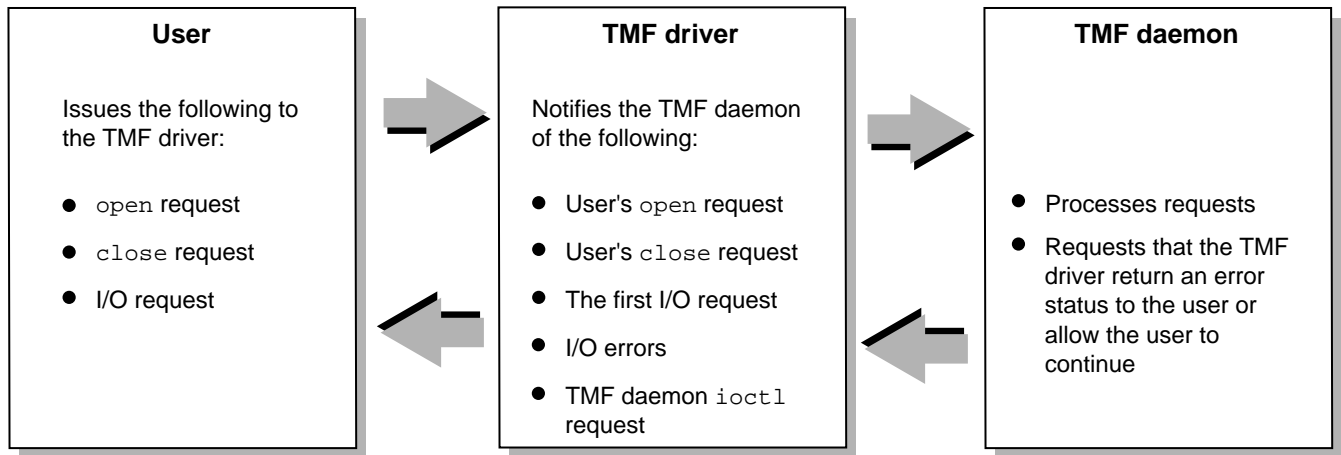 User
Issues the following to
the TMF driver:
● open request
● close request
● I/O request
TMF driver
Notifies the TMF daemon
of the following:
● User's open request
● User's close request
● The first I/O request
● I/O errors
● TMF daemon ioctl
request
TMF daemon
● Processes requests
● Requests that the TMF
driver return an error
status to the user or
allow the user to
continue